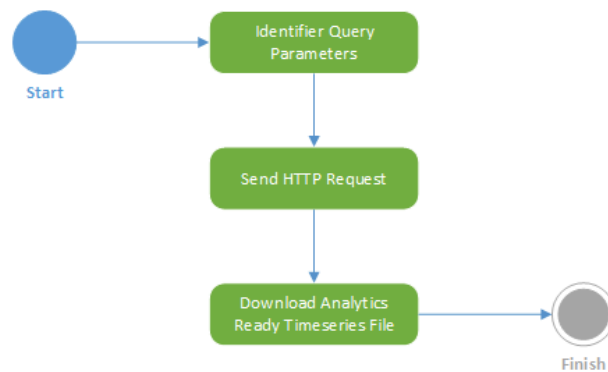 Identifier Query
Parameters
Start
Send HTTP Request
Download Analytics
Ready Timeseries File
Finish